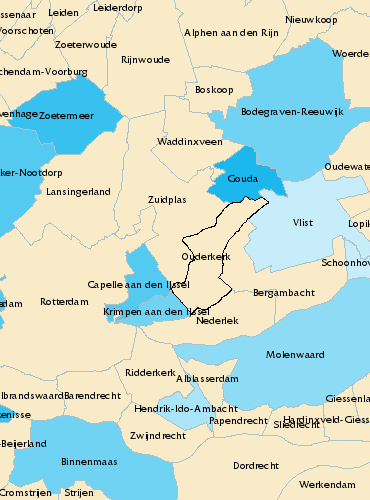 Leiderdorp
Leiden
ssenaar
Nieuwkoop
Voorschoten
Alphen aan den Rijn
Zoeterwoude
Woerde
Rijnwoude
chendam-Voorburg
Boskoop
Bodegraven-Reeuwijk
venhage
Zoetermeer
Waddinxveen
Oudewate
ker-Nootdorp
Gouda
Lansingerland
Zuidplas
Vlist
Lopik
Ouderkerk
Schoonhov
Capelle aan den IJssel
Bergambacht
Rotterdam
edam
Krimpen aan den IJssel
Nederlek
Molenwaard
Ridderkerk
Alblasserdam
lbrandswaard
Barendrecht
Giessenla
Hendrik-Ido-Ambacht
kenisse
Papendrecht
Hardinxveld-Giess
Sliedrecht
Zwijndrecht
-Beijerland
Binnenmaas
Dordrecht
Werkendam
Cromstrijen
Strijen